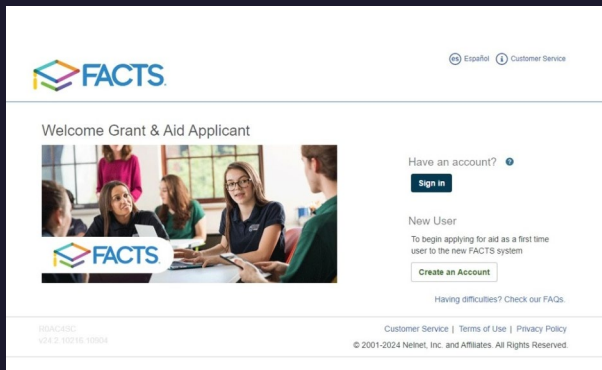 FACTS
es Español i Customer Service
Welcome Grant & Aid Applicant
FACTS
Have an account? ?
Sign in
New User
To begin applying for aid as a first time
user to the new FACTS system
Create an Account
Having difficulties? Check our FAQs.
Customer Service | Terms of Use | Privacy Policy
© 2001-2024 Nelnet, Inc. and Affiliates. All Rights Reserved.